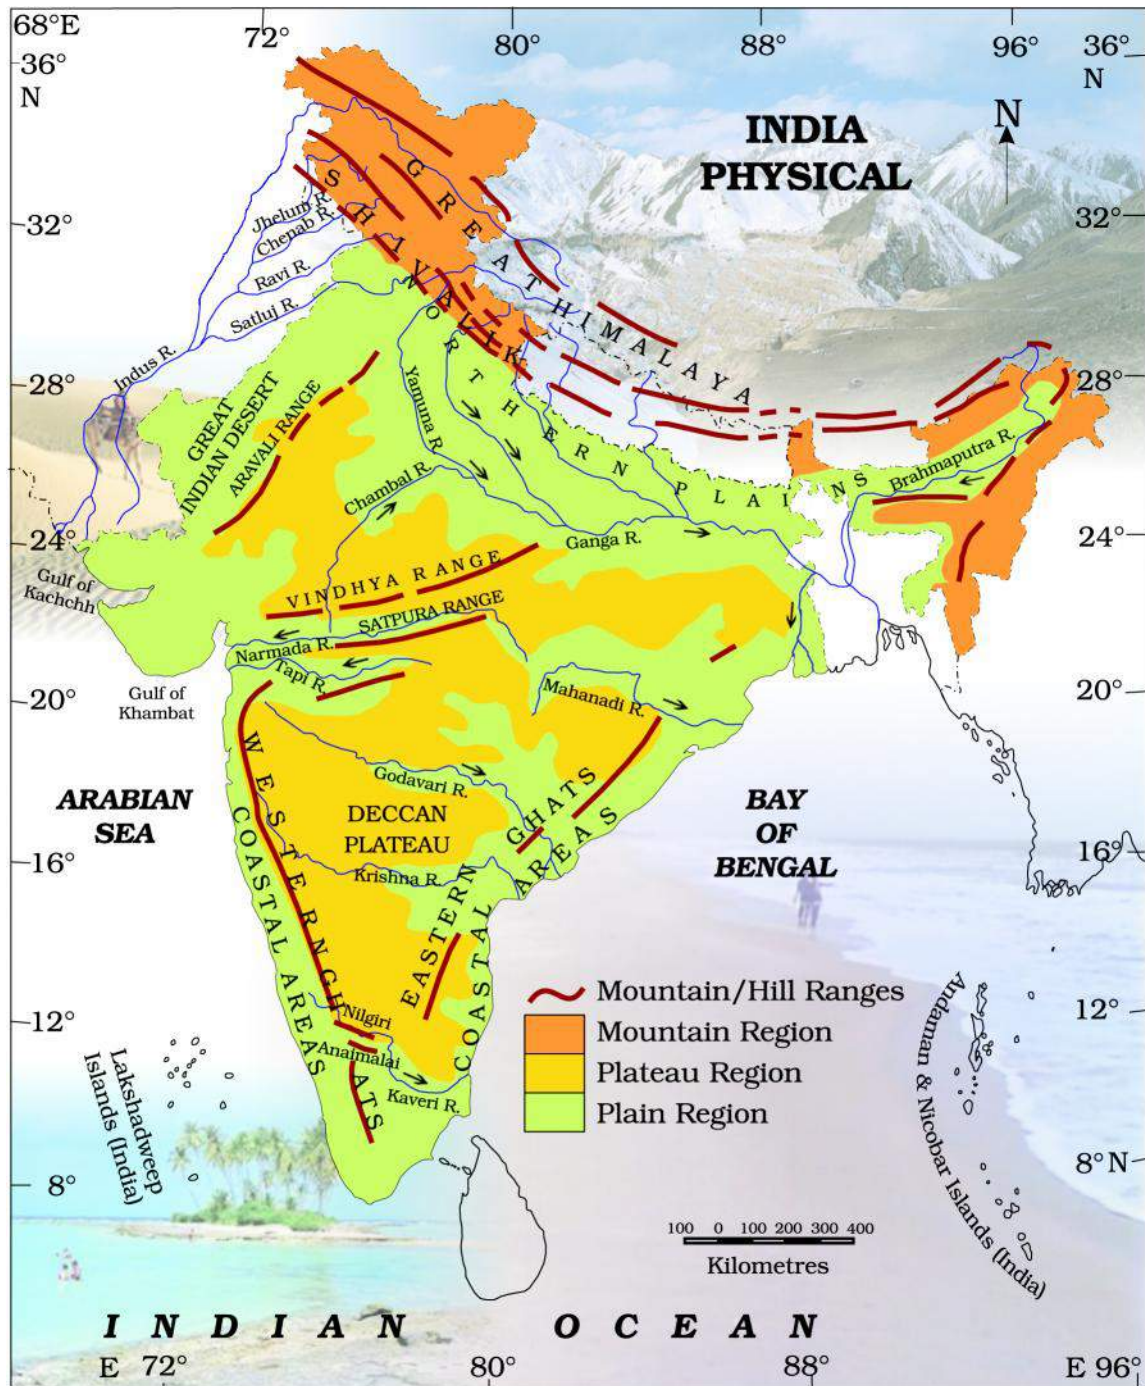 68°E
72°
80°
88°
96°
36°
N
36°
N
INDIA
PHYSICAL
N
GREAT HIMALAYA
SHIVALIK
32°
32°
Jhelum R.
Chenab R.
Ravi R.
Satluj R.
Indus R.
28°
28°
NORTHERN PLAINS
GREAT
INDIAN DESERT
ARAVALI RANGE
Yamuna R.
Chambal R.
Brahmaputra R.
Ganga R.
24°
24°
Gulf of
Kachchh
VINDHYA RANGE
SATPURA RANGE
Narmada R.
Tapi R.
Mahanadi R.
20°
20°
Gulf of
Khambat
WESTERN GHATS
Godavari R.
ARABIAN
SEA
DECCAN
PLATEAU
EASTERN GHATS
BAY
OF
BENGAL
16°
16°
Krishna R.
COASTAL AREAS
COASTAL AREAS
Mountain/Hill Ranges
Mountain Region
Plateau Region
Plain Region
12°
12°
Nilgiri
Anaimalai
Kaveri R.
Lakshadweep
Islands (India)
Andaman & Nicobar Islands (India)
8°
8° N
100 0 100 200 300 400
Kilometres
INDIAN OCEAN
E 72°
80°
88°
E 96°